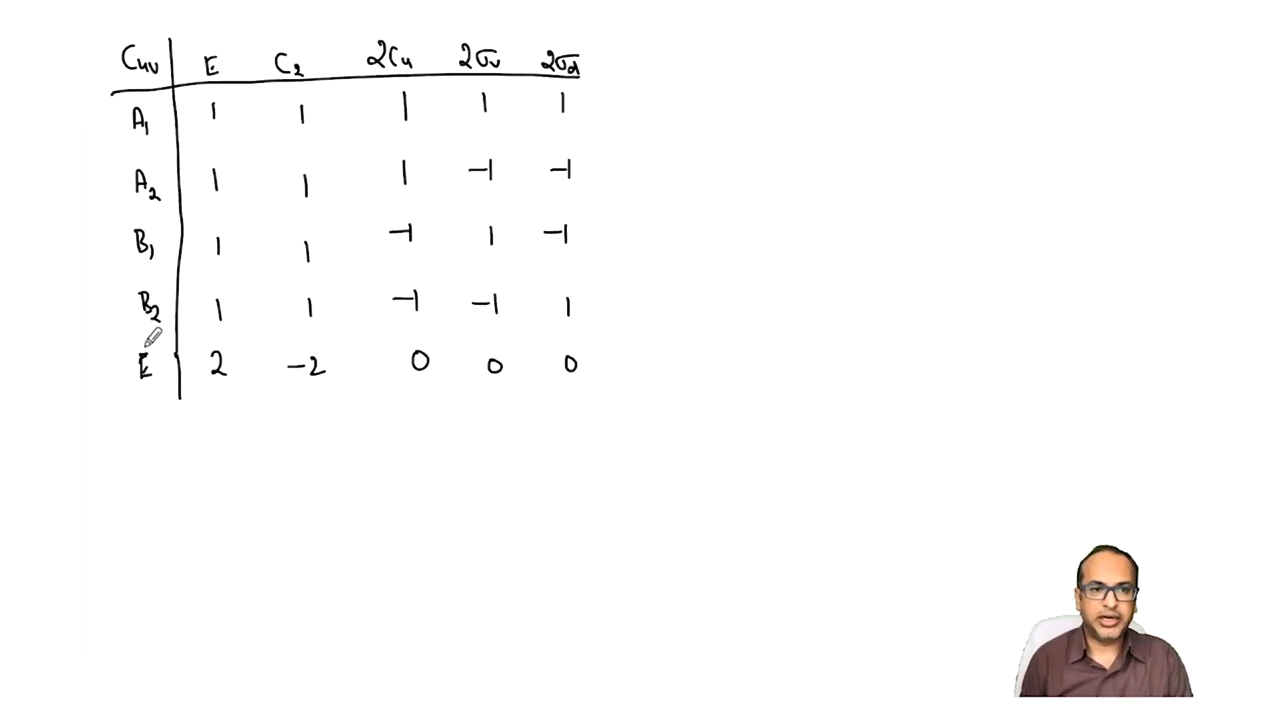 C₄ᵥ E C₂ 2C₄ 2σᵥ 2σd
A₁ 1 1 1 1 1
A₂ 1 1 1 -1 -1
B₁ 1 1 -1 1 -1
B₂ 1 1 -1 -1 1
E 2 -2 0 0 0